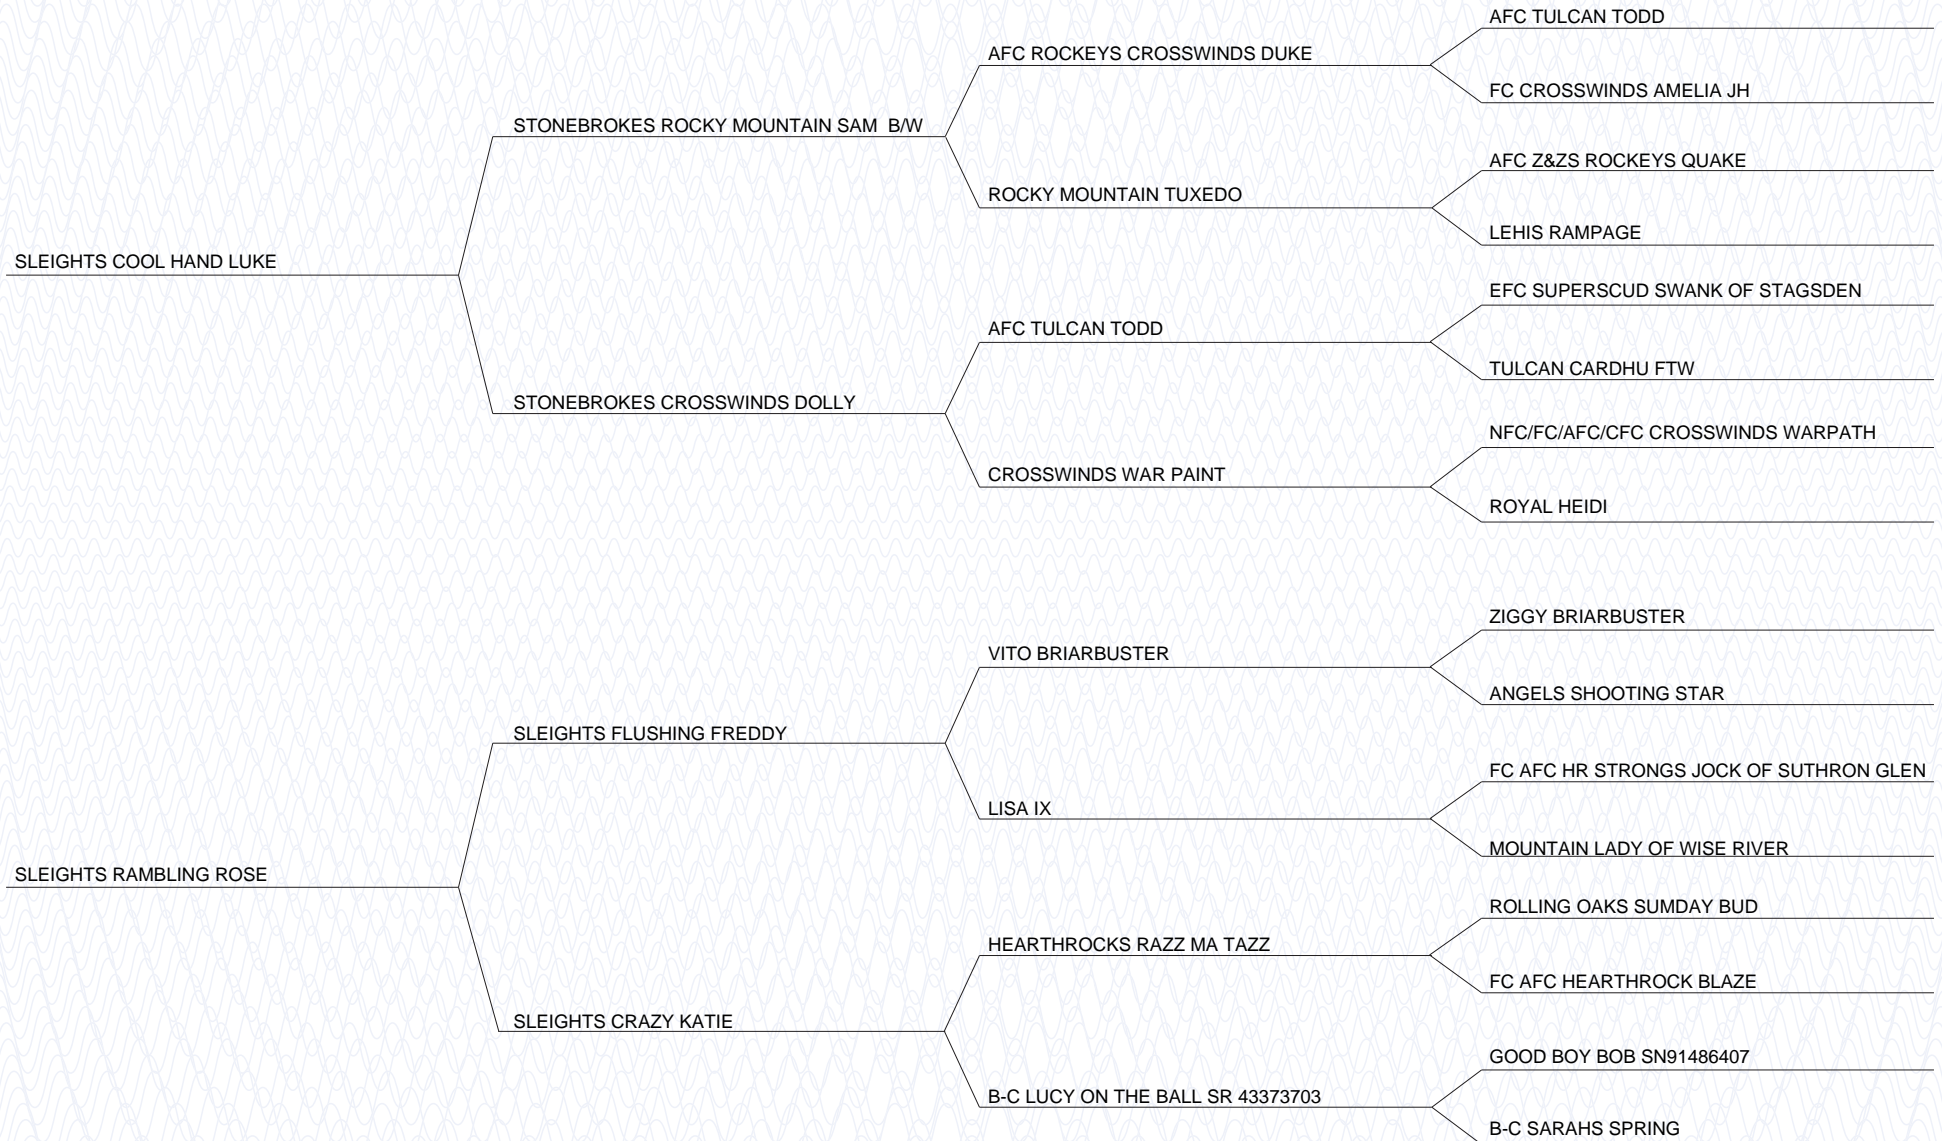 SLEIGHTS COOL HAND LUKE
STONEBROKES ROCKY MOUNTAIN SAM  B/W
AFC ROCKEYS CROSSWINDS DUKE
AFC TULCAN TODD
FC CROSSWINDS AMELIA JH
ROCKY MOUNTAIN TUXEDO
AFC Z&ZS ROCKEYS QUAKE
LEHIS RAMPAGE
STONEBROKES CROSSWINDS DOLLY
AFC TULCAN TODD
EFC SUPERSCUD SWANK OF STAGSDEN
TULCAN CARDHU FTW
CROSSWINDS WAR PAINT
NFC/FC/AFC/CFC CROSSWINDS WARPATH
ROYAL HEIDI
SLEIGHTS RAMBLING ROSE
SLEIGHTS FLUSHING FREDDY
VITO BRIARBUSTER
ZIGGY BRIARBUSTER
ANGELS SHOOTING STAR
LISA IX
FC AFC HR STRONGS JOCK OF SUTHRON GLEN
MOUNTAIN LADY OF WISE RIVER
SLEIGHTS CRAZY KATIE
HEARTHROCKS RAZZ MA TAZZ
ROLLING OAKS SUMDAY BUD
FC AFC HEARTHROCK BLAZE
B-C LUCY ON THE BALL SR 43373703
GOOD BOY BOB SN91486407
B-C SARAHS SPRING